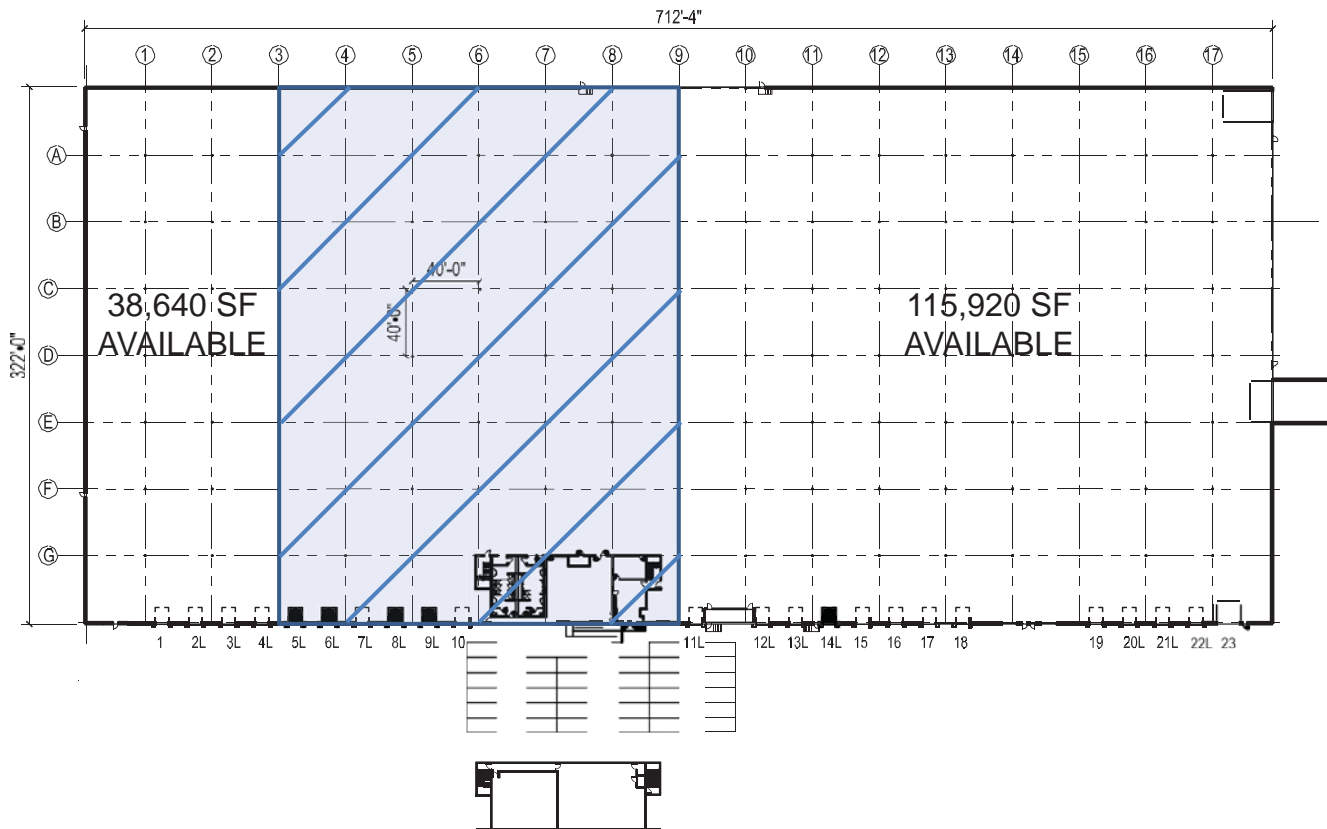 712'-4"
1 2 3 4 5 6 7 8 9 10 11 12 13 14 15 16 17
A
B
C
D
E
F
G
322'-0"
40'-0"
40'-0"
38,640 SF
AVAILABLE
115,920 SF
AVAILABLE
1 2L 3L 4L 5L 6L 7L 8L 9L 10 11L 12L 13L 14L 15 16 17 18 19 20L 21L 22L 23